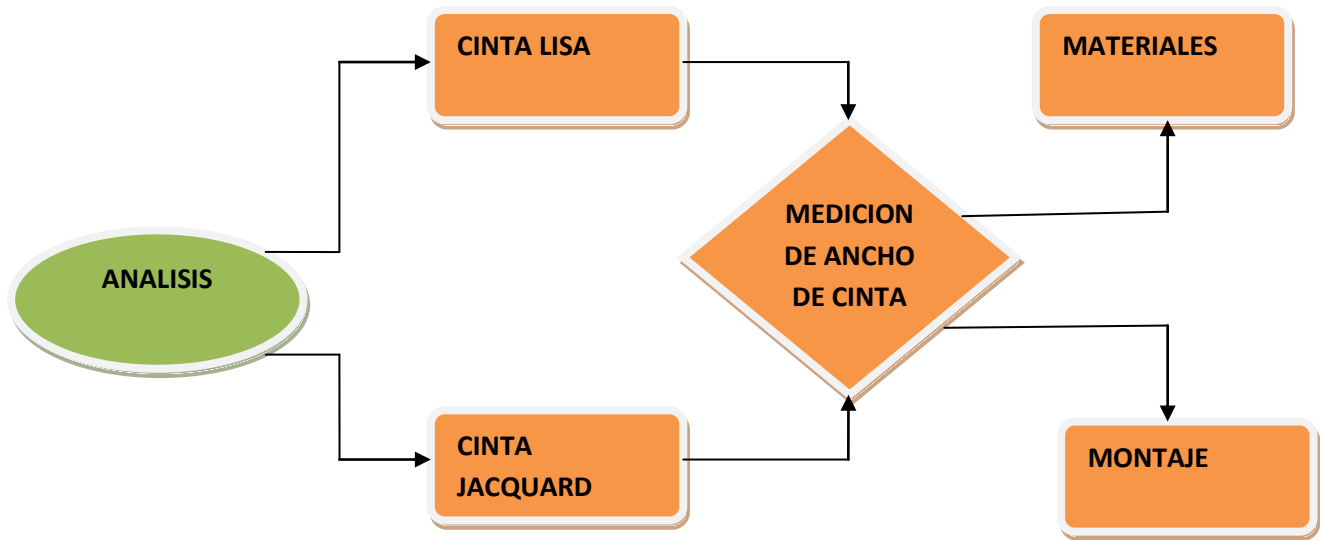 ANALISIS
CINTA LISA
CINTA
JACQUARD
MEDICION
DE ANCHO
DE CINTA
MATERIALES
MONTAJE